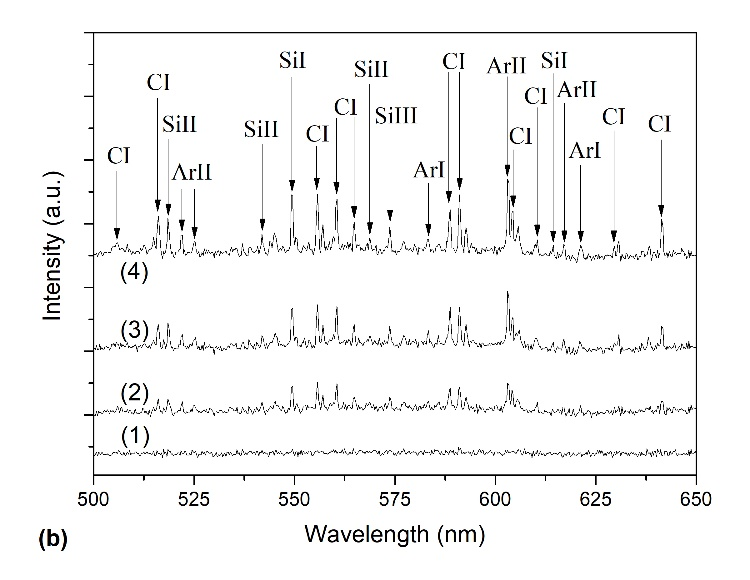 SiI
SiII
CI
ArII
SiI
CI
CI
SiII
ArII
SiII
SiII
CI
SiIII
CI
CI
CI
CI
CI
ArII
ArI
ArI
Intensity (a.u.)
(4)
(3)
(2)
(1)
500
525
550
575
600
625
650
(b)
Wavelength (nm)